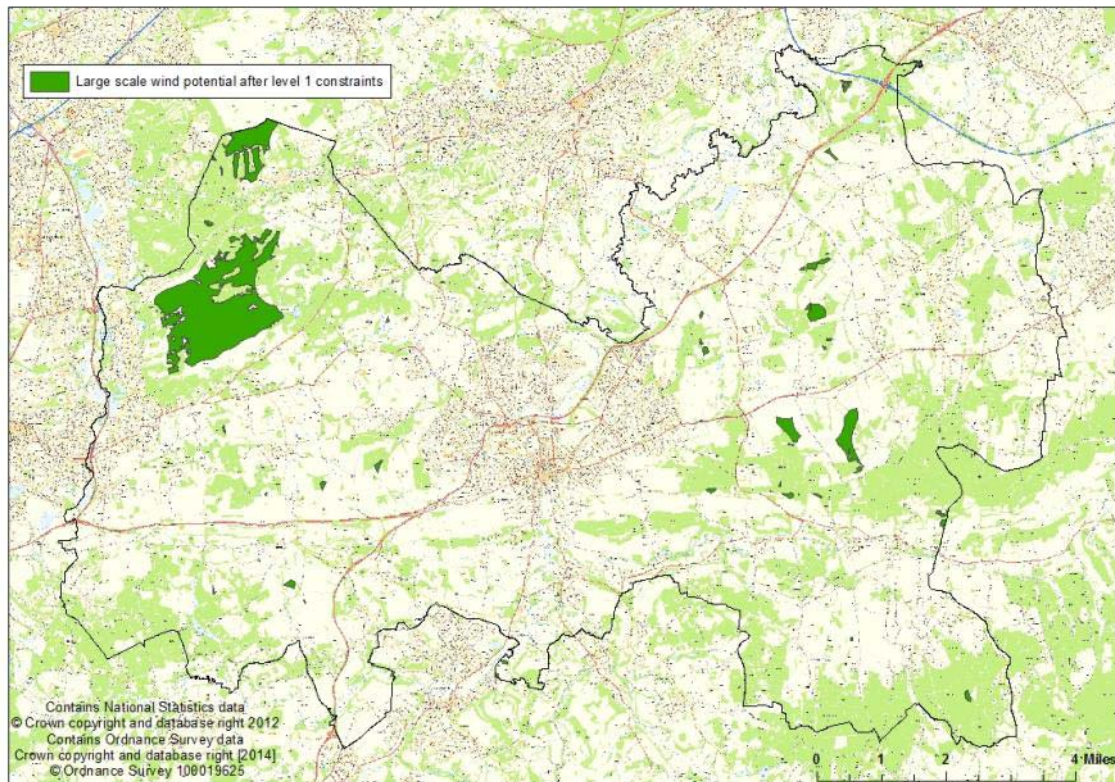 Large scale wind potential after level 1 constraints
Contains National Statistics data
© Crown copyright and database right 2012
Contains Ordnance Survey data
Crown copyright and database right [2014]
© Ordnance Survey 100019625
0 1 2 4 Miles